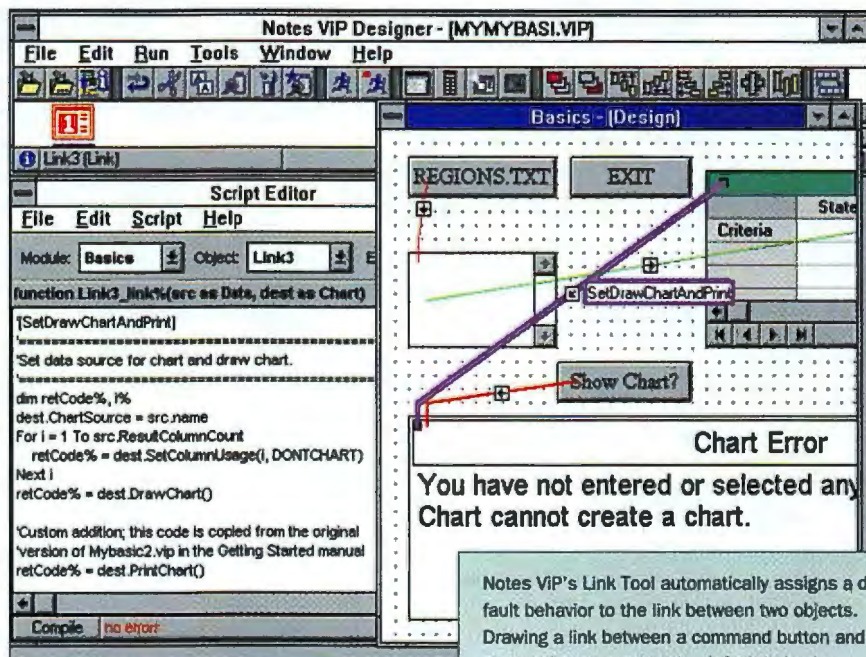 Notes ViP Designer - [MYMYBASI.VIP]
File Edit Run Tools Window Help
Link3 [Link]
Script Editor
File Edit Script Help
Module: Basics Object: Link3 E
function Link3_link%(src as Data, dest as Chart)
'[SetDrawChartAndPrint]
'Set data source for chart and draw chart.
dim retCode%, i%
dest.ChartSource = src.name
For i = 1 To src.ResultColumnCount
retCode% = dest.SetColumnUsage(i, DONTCHART)
Next i
retCode% = dest.DrawChart()
'Custom addition; this code is copied from the original
'version of Mybasic2.vip in the Getting Started manual
retCode% = dest.PrintChart()
Compile no error
Basics - (Design)
REGIONS.TXT EXIT
State
Criteria
SetDrawChartAndPrint
Show Chart?
Chart Error
You have not entered or selected any
Chart cannot create a chart.
Notes ViP's Link Tool automatically assigns a d
fault behavior to the link between two objects.
Drawing a link between a command button and